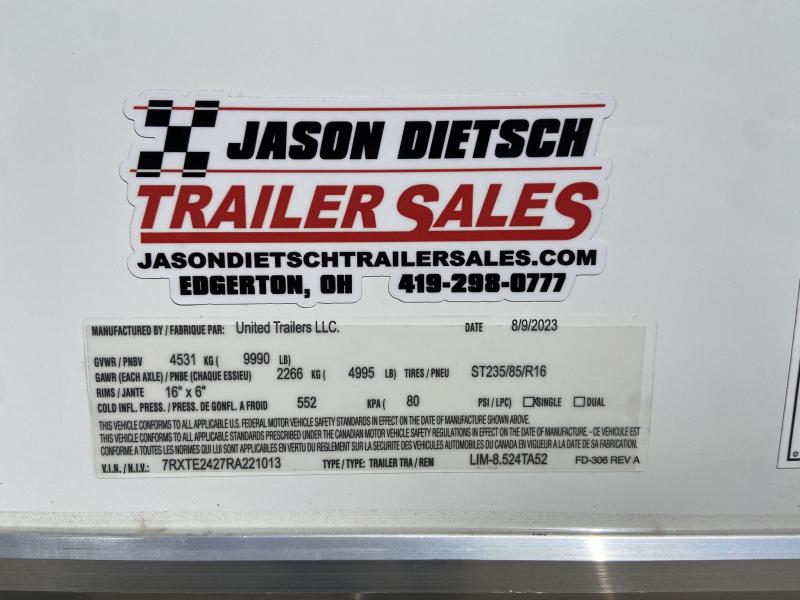 JASON DIETSCH
TRAILER SALES
JASONDIETSCHTRAILERSALES.COM
EDGERTON, OH 419-298-0777
MANUFACTURED BY / FABRIQUE PAR: United Trailers LLC. DATE 8/9/2023
GVWR / PNBV 4531 KG ( 9990 LB)
GAWR (EACH AXLE) / PNBE (CHAQUE ESSIEU) 2266 KG ( 4995 LB) TIRES / PNEU ST235/85/R16
RIMS / JANTE 16" x 6"
COLD INFL. PRESS. / PRESS. DE GONFL. A FROID 552 KPA ( 80 PSI / LPC) SINGLE DUAL
THIS VEHICLE CONFORMS TO ALL APPLICABLE U.S. FEDERAL MOTOR VEHICLE SAFETY STANDARDS IN EFFECT ON THE DATE OF MANUFACTURE SHOWN ABOVE.
THIS VEHICLE CONFORMS TO ALL APPLICABLE STANDARDS PRESCRIBED UNDER THE CANADIAN MOTOR VEHICLE SAFETY REGULATIONS IN EFFECT ON THE DATE OF MANUFACTURE. - CE VEHICULE EST
CONFORME A TOUTES LES NORMES QUI LUI SONT APPLICABLES EN VERTU DU REGLEMENT SUR LA SECURITE DES VEHICULES AUTOMOBILES DU CANADA EN VIGUEUR A LA DATE DE SA FABRICATION.
V.I.N. / N.I.V.: 7RXTE2427RA221013 TYPE / TYPE: TRAILER TRA / REM LIM-8.524TA52 FD-306 REV A